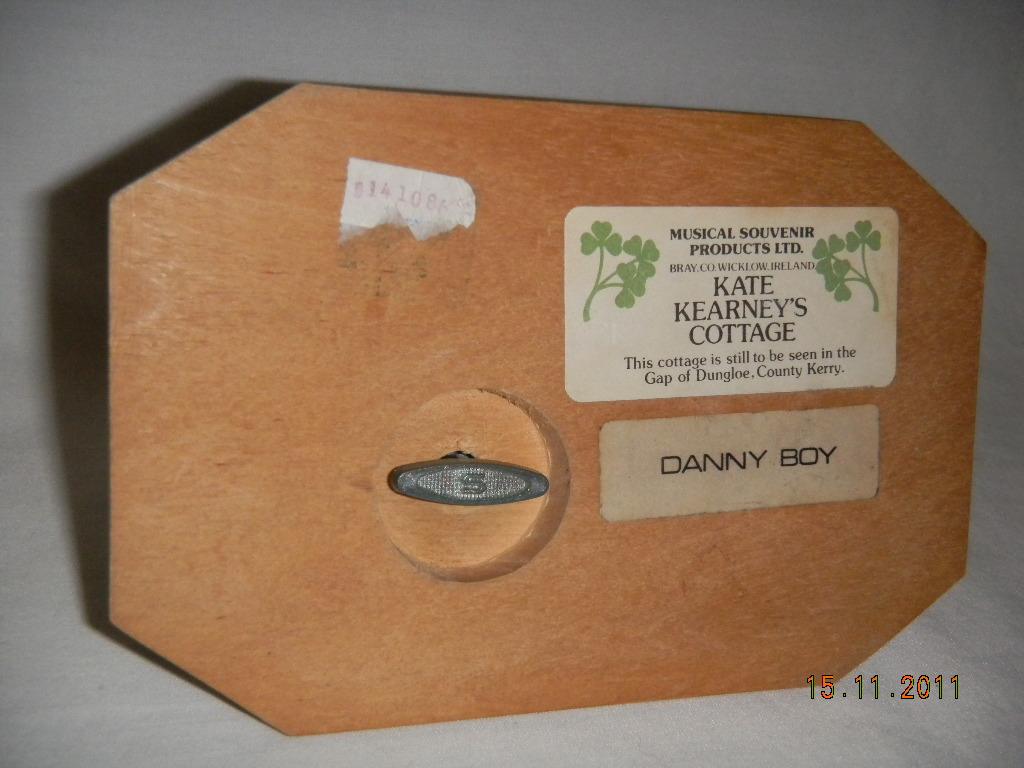 MUSICAL SOUVENIR
PRODUCTS LTD.
BRAY.CO.WICKLOW.IRELAND
KATE
KEARNEY'S
COTTAGE
This cottage is still to be seen in the
Gap of Dungloe, County Kerry.
DANNY BOY
S
15.11.2011